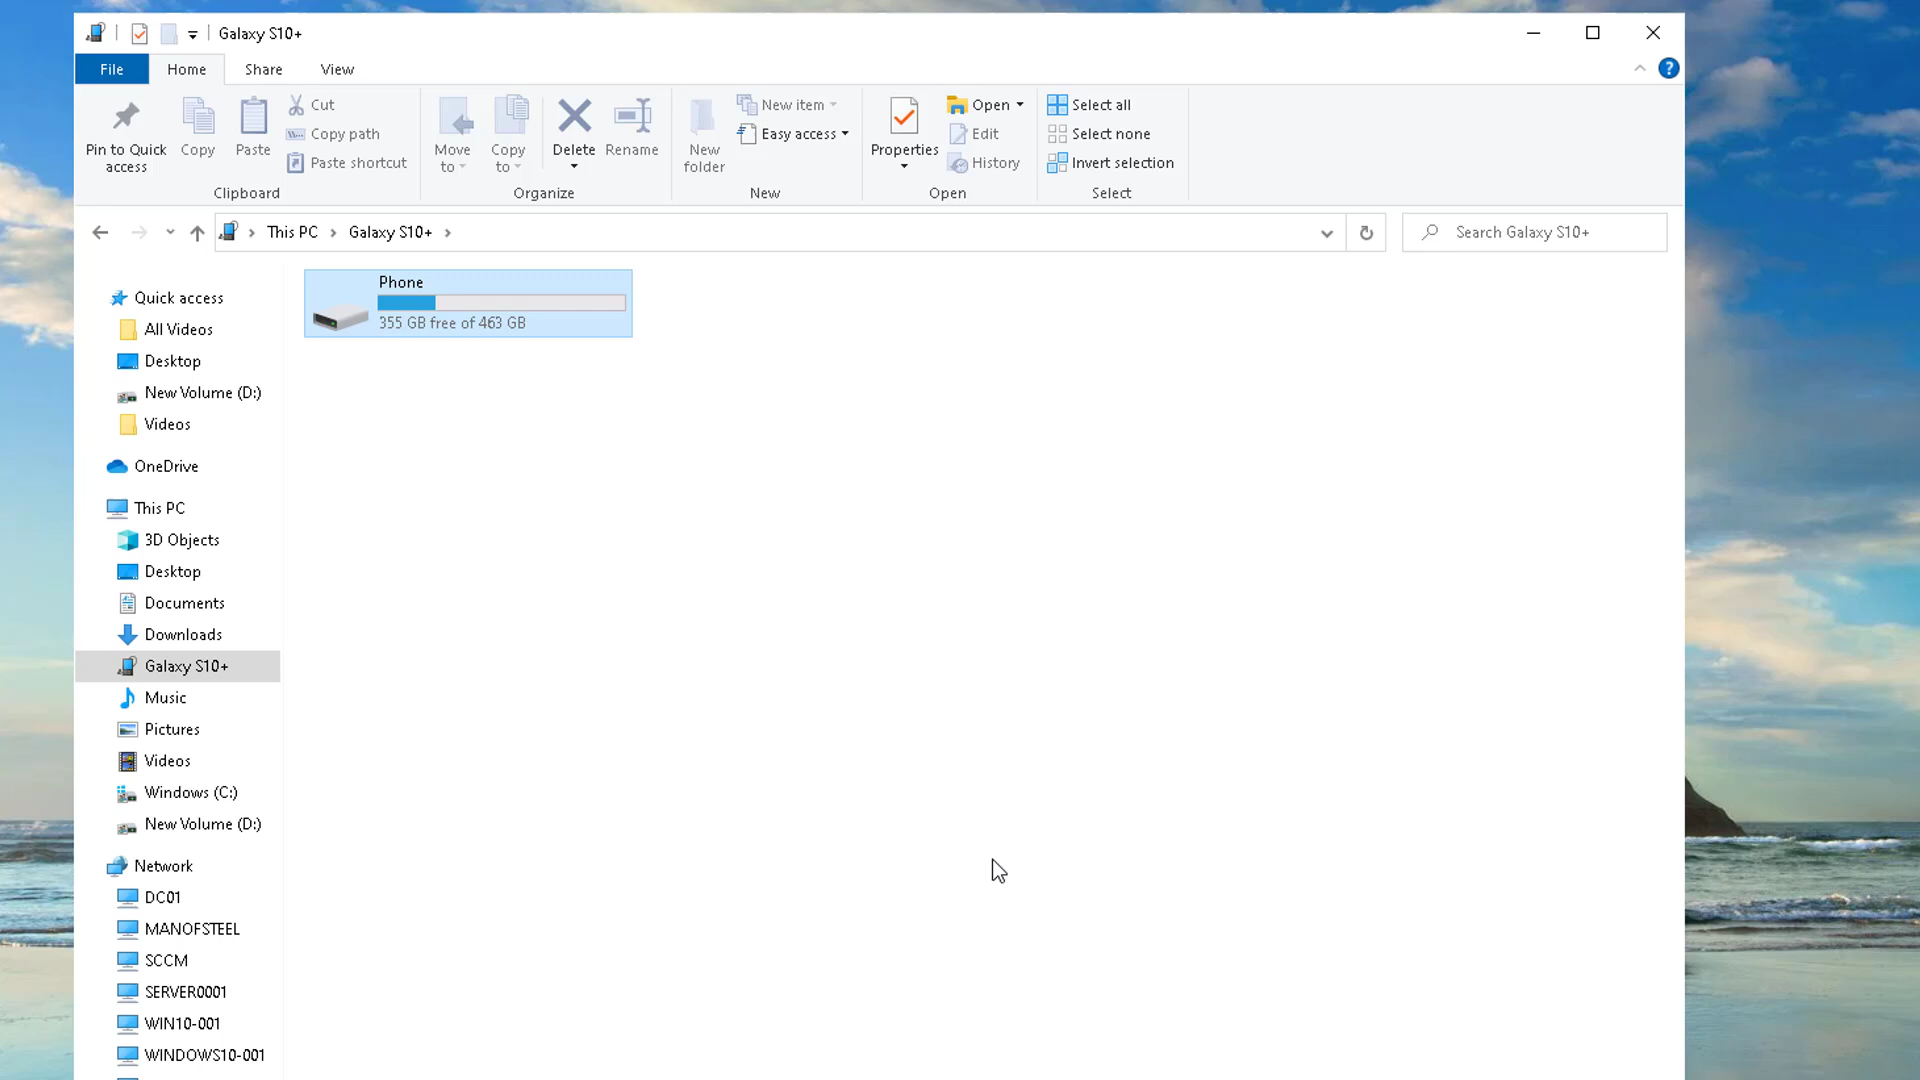 Galaxy S10+
File Home Share View
Pin to Quick access
Copy
Paste
Cut
Copy path
Paste shortcut
Clipboard
Move to
Copy to
Delete
Rename
Organize
New folder
New item
Easy access
New
Properties
Open
Edit
History
Open
Select all
Select none
Invert selection
Select
This PC > Galaxy S10+ >
Search Galaxy S10+
Phone
355 GB free of 463 GB
Quick access
All Videos
Desktop
New Volume (D:)
Videos
OneDrive
This PC
3D Objects
Desktop
Documents
Downloads
Galaxy S10+
Music
Pictures
Videos
Windows (C:)
New Volume (D:)
Network
DC01
MANOFSTEEL
SCCM
SERVER0001
WIN10-001
WINDOWS10-001